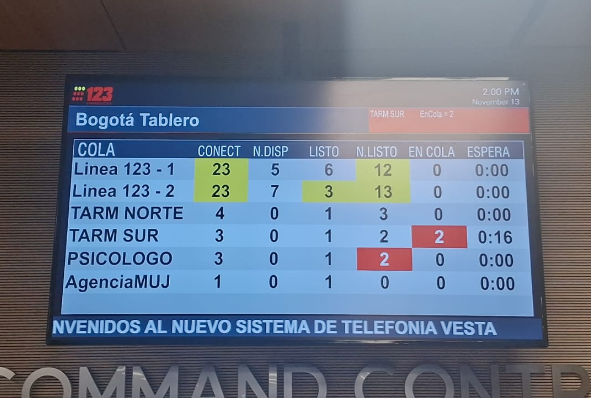 123
2:00 PM
November 13
Bogotá Tablero
TARM SUR EnCola = 2
COLA CONECT N.DISP LISTO N.LISTO EN COLA ESPERA
Linea 123 - 1 23 5 6 12 0 0:00
Linea 123 - 2 23 7 3 13 0 0:00
TARM NORTE 4 0 1 3 0 0:00
TARM SUR 3 0 1 2 2 0:16
PSICOLOGO 3 0 1 2 0 0:00
AgenciaMUJ 1 0 1 0 0 0:00
NVENIDOS AL NUEVO SISTEMA DE TELEFONIA VESTA
COMMAND CONTR